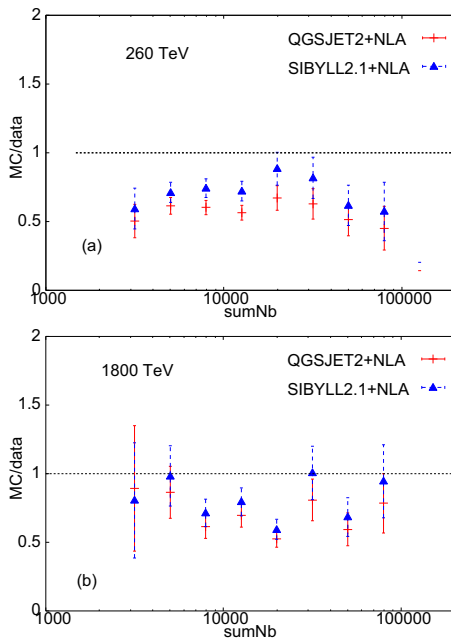 2
260 TeV
QGSJET2+NLA
SIBYLL2.1+NLA
1.5
MC/data
1
0.5
(a)
0
1000
10000
100000
sumNb
2
1800 TeV
QGSJET2+NLA
SIBYLL2.1+NLA
1.5
MC/data
1
0.5
(b)
0
1000
10000
100000
sumNb